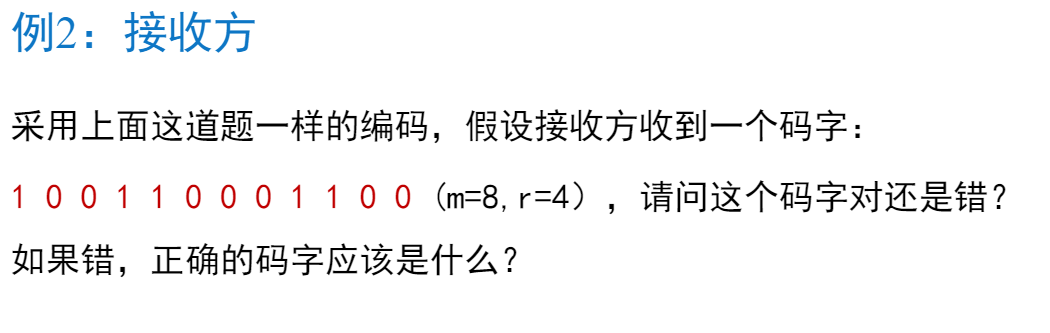 例2：接收方
采用上面这道题一样的编码，假设接收方收到一个码字：
1 0 0 1 1 0 0 0 1 1 0 0（m=8,r=4），请问这个码字对还是错？
如果错，正确的码字应该是什么？